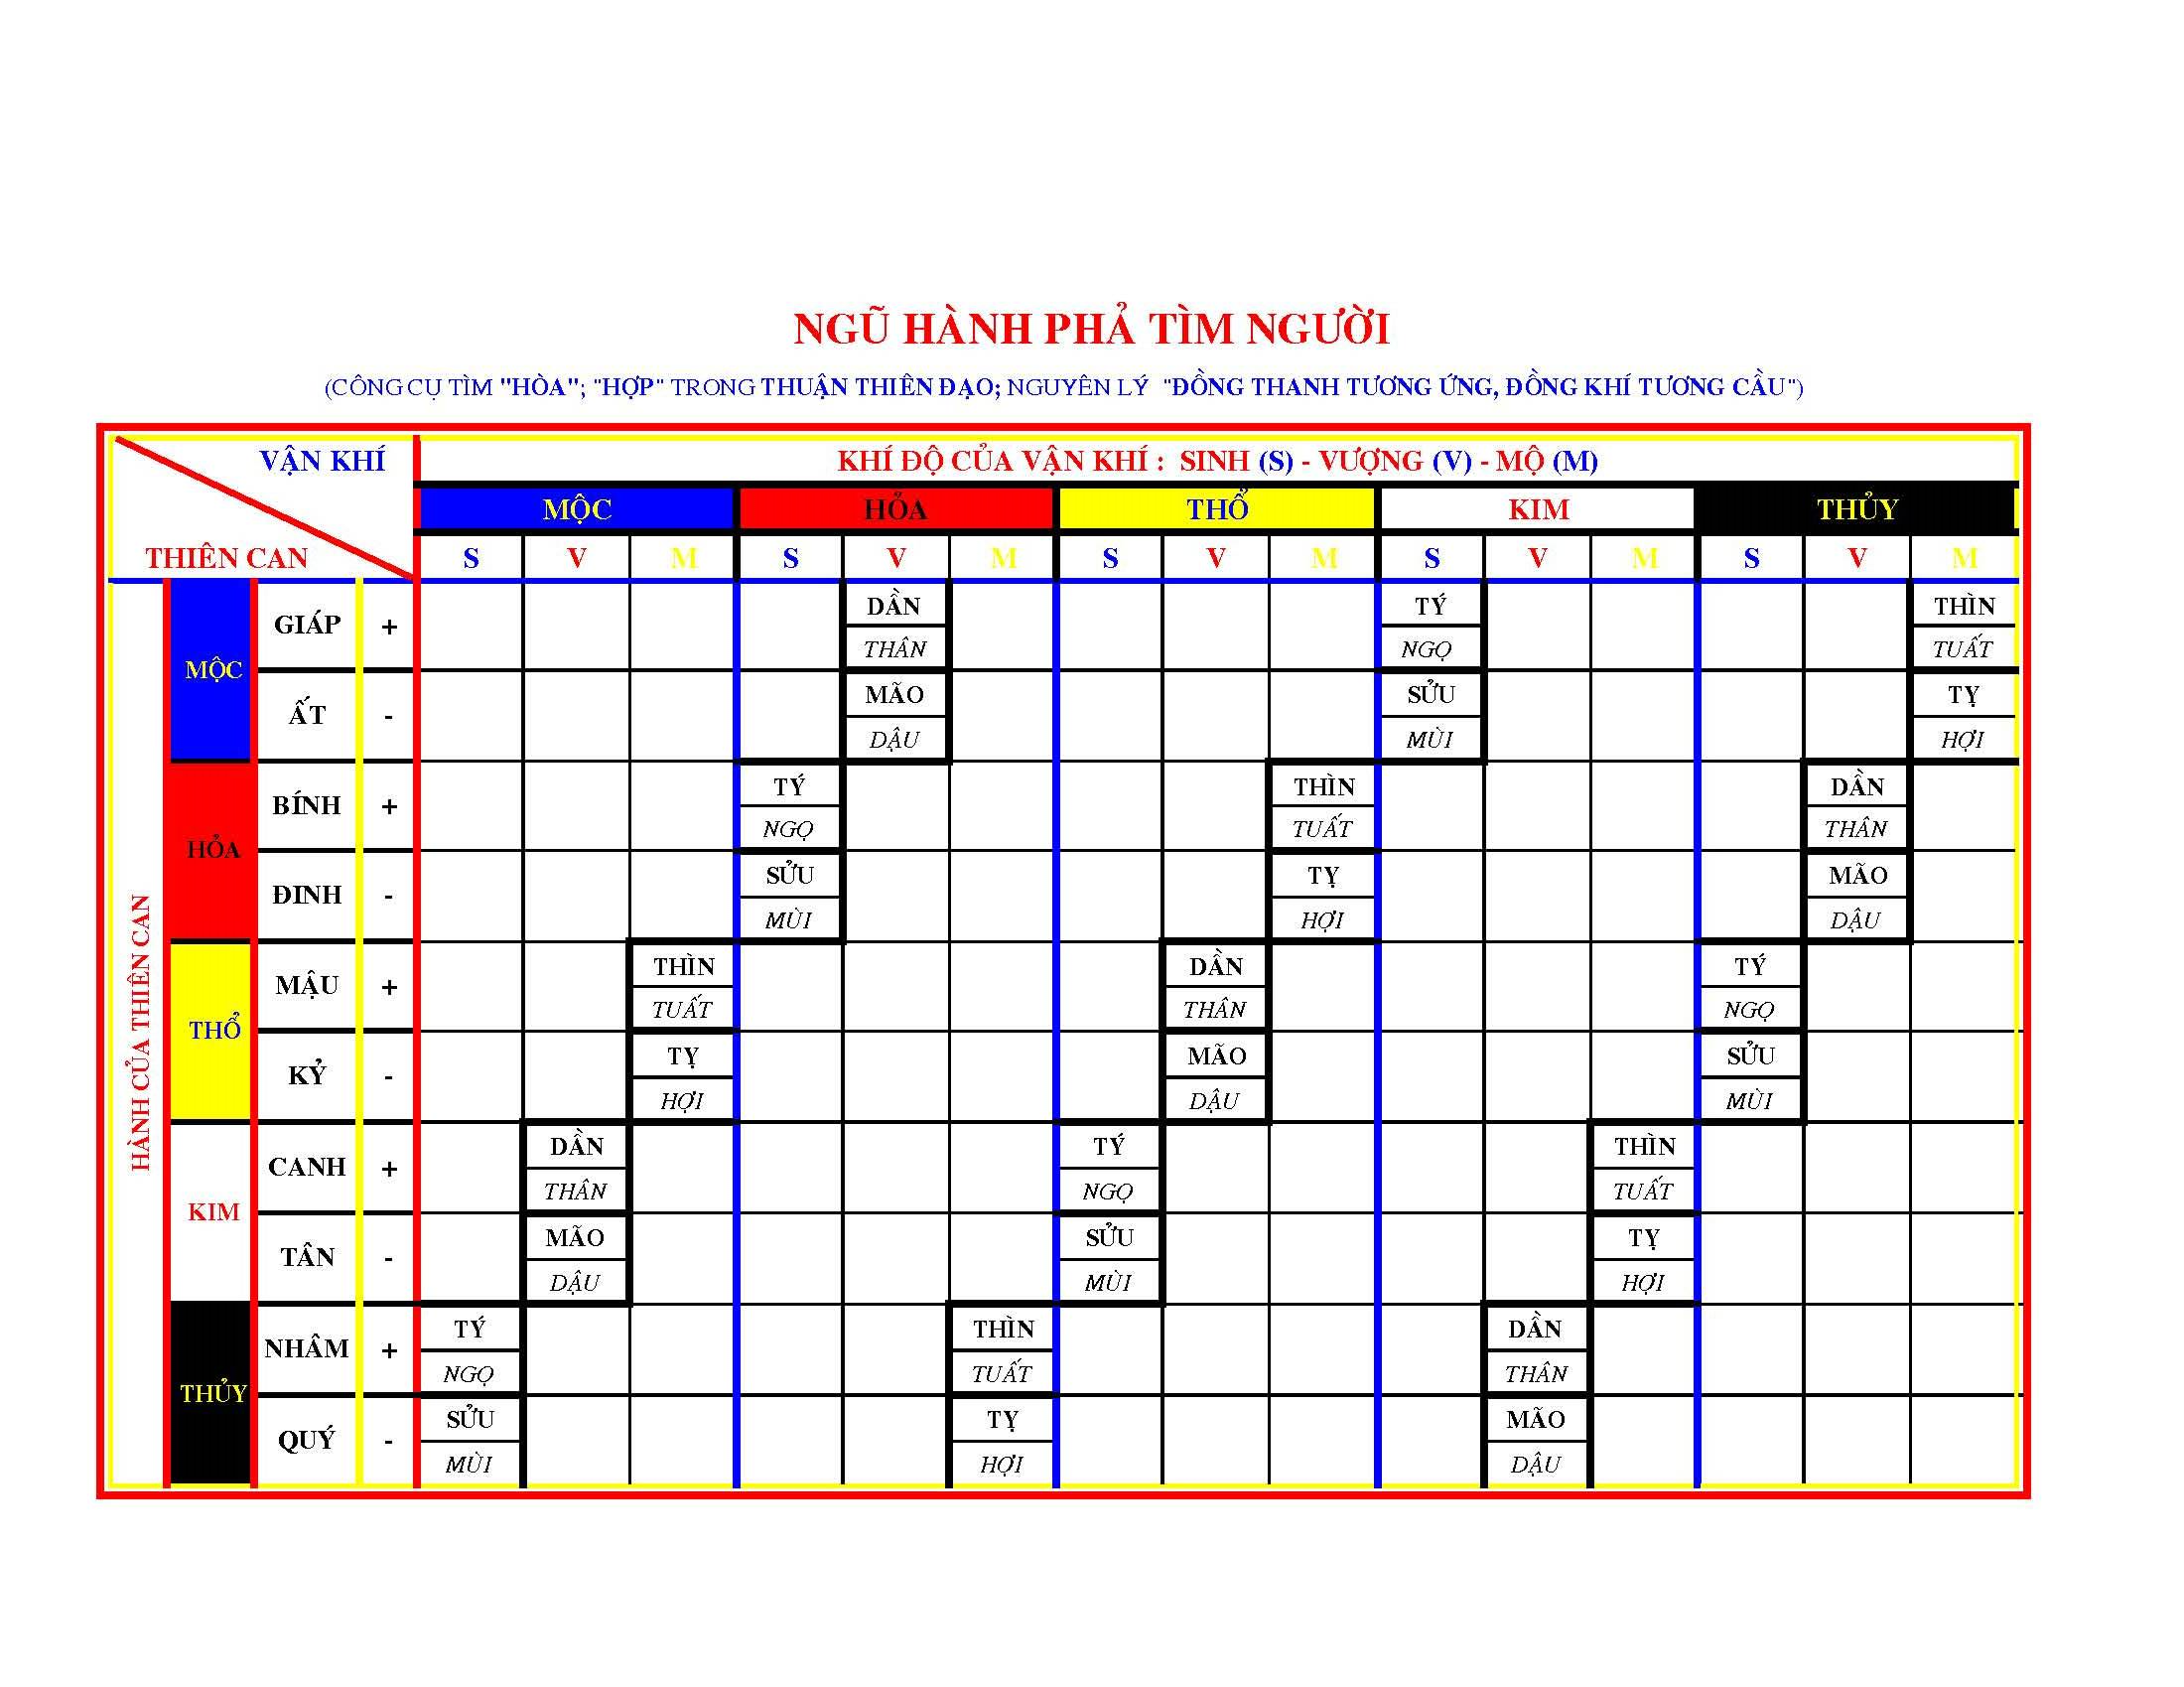 NGŨ HÀNH PHẢ TÌM NGƯỜI
(CÔNG CỤ TÌM "HÒA"; "HỢP" TRONG THUẬN THIÊN ĐẠO; NGUYÊN LÝ "ĐỒNG THANH TƯƠNG ỨNG, ĐỒNG KHÍ TƯƠNG CẦU")
VẬN KHÍ
THIÊN CAN
KHÍ ĐỘ CỦA VẬN KHÍ : SINH (S) - VƯỢNG (V) - MỘ (M)
MỘC HỎA THỔ KIM THỦY
S V M S V M S V M S V M S V M
HÀNH CỦA THIÊN CAN
MỘC
GIÁP +
DẦN TÝ THÌN
THÂN NGỌ TUẤT
ẤT -
MÃO SỬU TỴ
DẬU MÙI HỢI
HỎA
BÍNH +
TÝ THÌN DẦN
NGỌ TUẤT THÂN
ĐINH -
SỬU TỴ MÃO
MÙI HỢI DẬU
THỔ
MẬU +
THÌN DẦN TÝ
TUẤT THÂN NGỌ
KỶ -
TỴ MÃO SỬU
HỢI DẬU MÙI
KIM
CANH +
DẦN TÝ THÌN
THÂN NGỌ TUẤT
TÂN -
MÃO SỬU TỴ
DẬU MÙI HỢI
THỦY
NHÂM +
TÝ THÌN DẦN
NGỌ TUẤT THÂN
QUÝ -
SỬU TỴ MÃO
MÙI HỢI DẬU